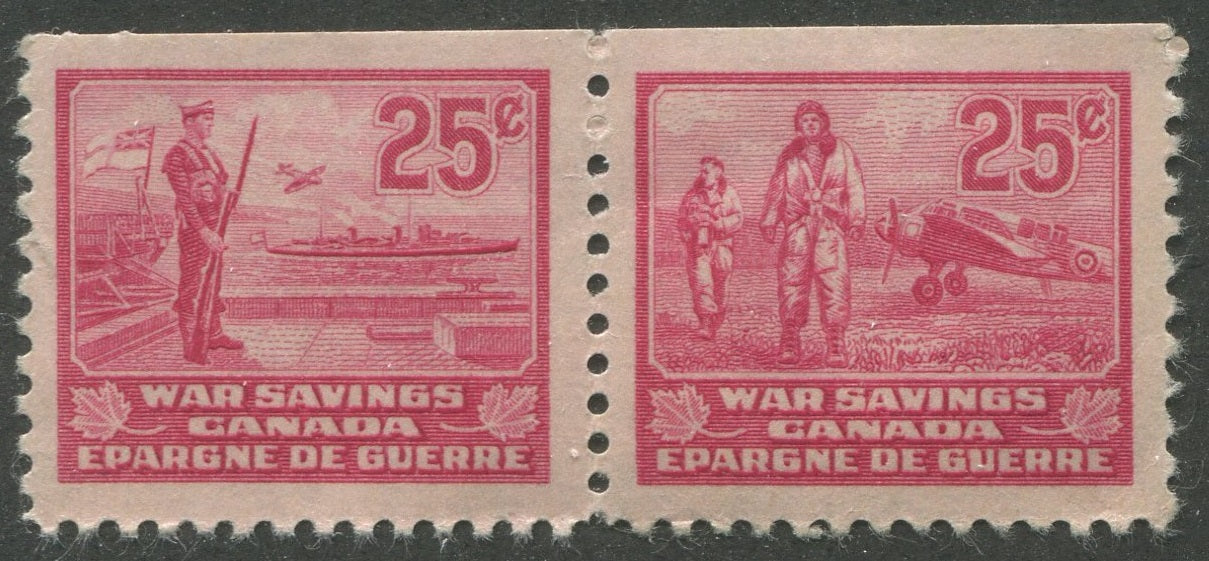 25¢
WAR SAVINGS
CANADA
EPARGNE DE GUERRE
25¢
WAR SAVINGS
CANADA
EPARGNE DE GUERRE